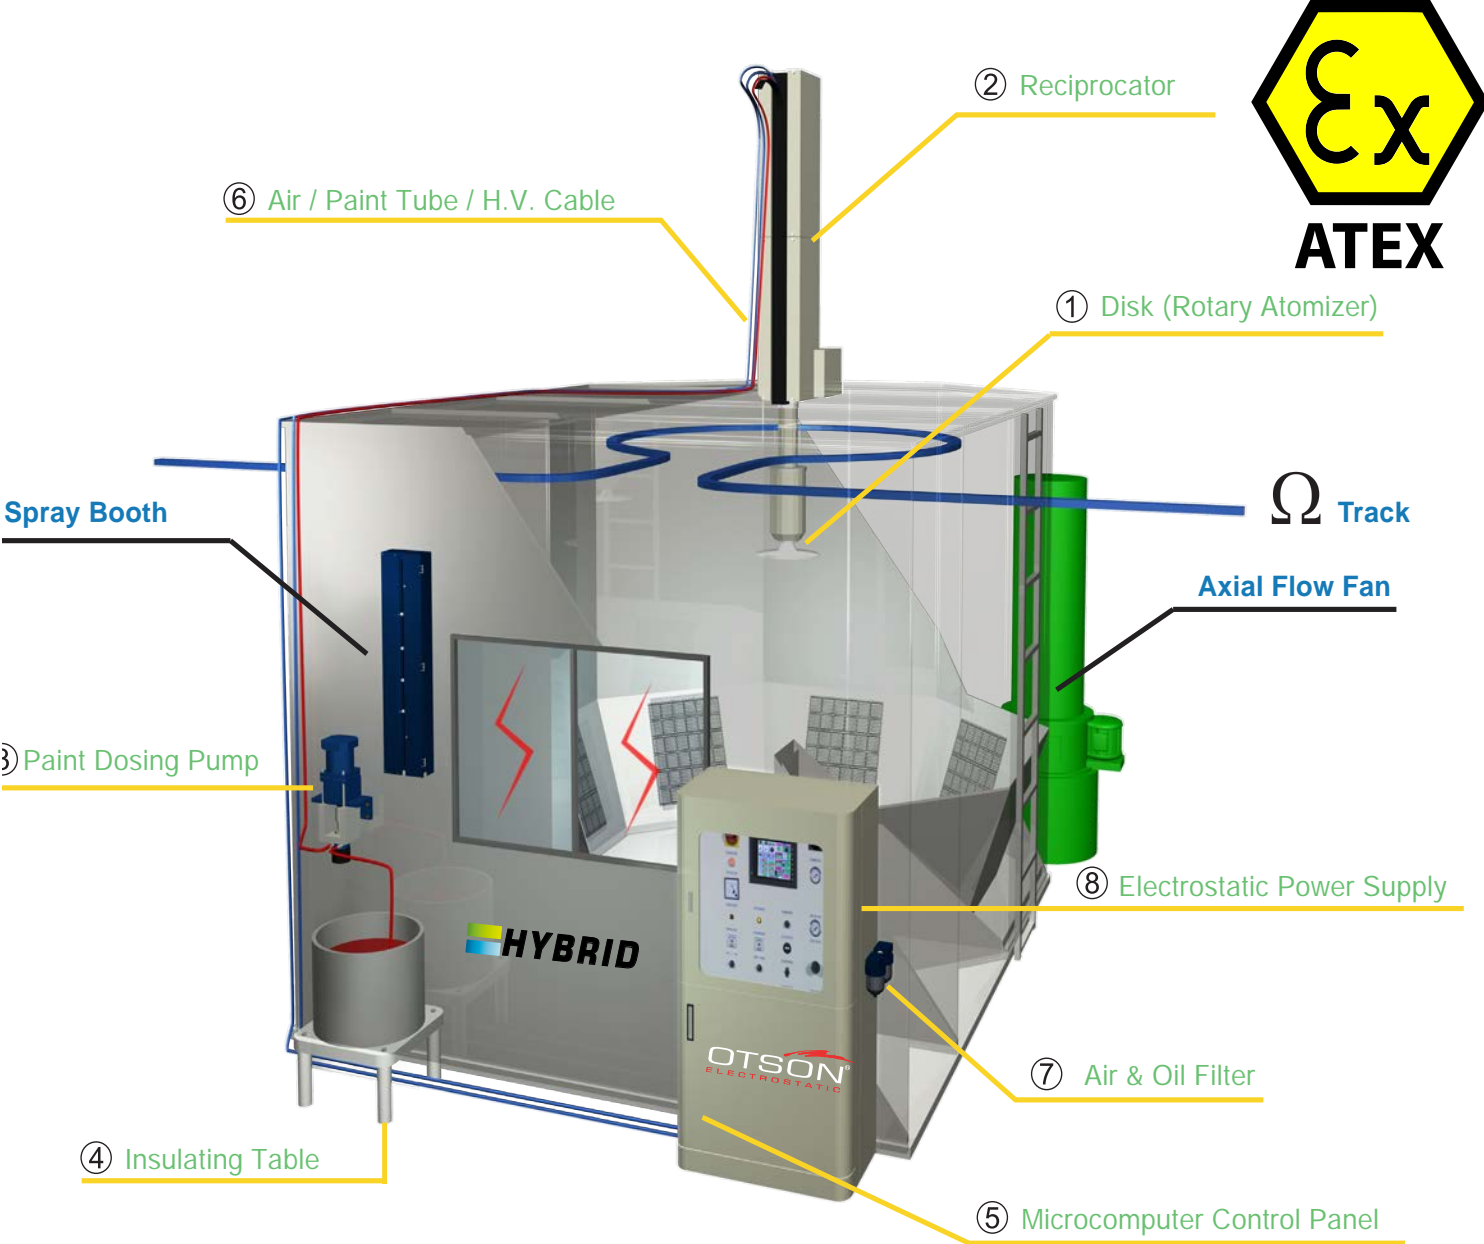 ② Reciprocator
Ex
ATEX
⑥ Air / Paint Tube / H.V. Cable
① Disk (Rotary Atomizer)
Spray Booth
Ω Track
Axial Flow Fan
③ Paint Dosing Pump
⑧ Electrostatic Power Supply
HYBRID
OTSON®
ELECTROSTATIC
⑦ Air & Oil Filter
④ Insulating Table
⑤ Microcomputer Control Panel